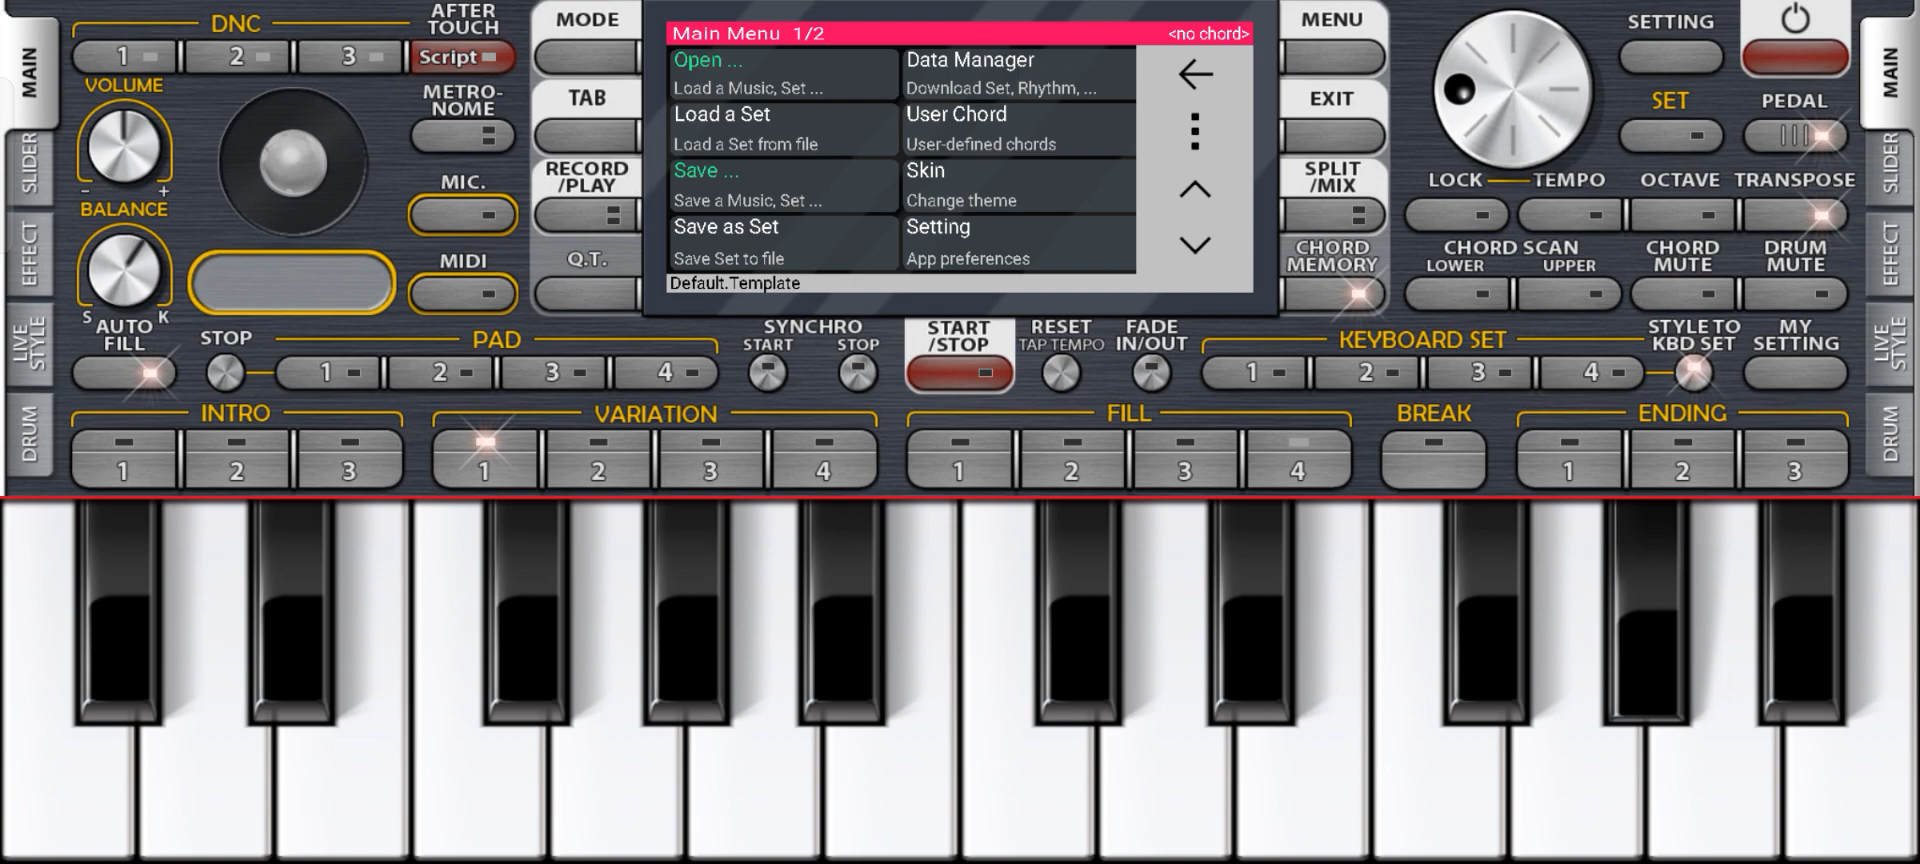 DNC
1 2 3
AFTER
TOUCH
Script
VOLUME
- +
BALANCE
S K
METRO-
NOME
MIC.
MIDI
MAIN
SLIDER
EFFECT
LIVE
STYLE
DRUM
MODE
TAB
RECORD
/PLAY
Q.T.
Main Menu 1/2
<no chord>
Open ...
Load a Music, Set ...
Data Manager
Download Set, Rhythm, ...
Load a Set
Load a Set from file
User Chord
User-defined chords
Save ...
Save a Music, Set ...
Skin
Change theme
Save as Set
Save Set to file
Setting
App preferences
Default.Template
MENU
EXIT
SPLIT
/MIX
CHORD
MEMORY
SETTING
SET
PEDAL
LOCK
TEMPO
OCTAVE
TRANSPOSE
CHORD SCAN
LOWER UPPER
CHORD
MUTE
DRUM
MUTE
MAIN
SLIDER
EFFECT
LIVE
STYLE
DRUM
AUTO
FILL
STOP
PAD
1 2 3 4
SYNCHRO
START STOP
START
/STOP
RESET
TAP TEMPO
FADE
IN/OUT
KEYBOARD SET
1 2 3 4
STYLE TO
KBD SET
MY
SETTING
INTRO
1 2 3
VARIATION
1 2 3 4
FILL
1 2 3 4
BREAK
ENDING
1 2 3